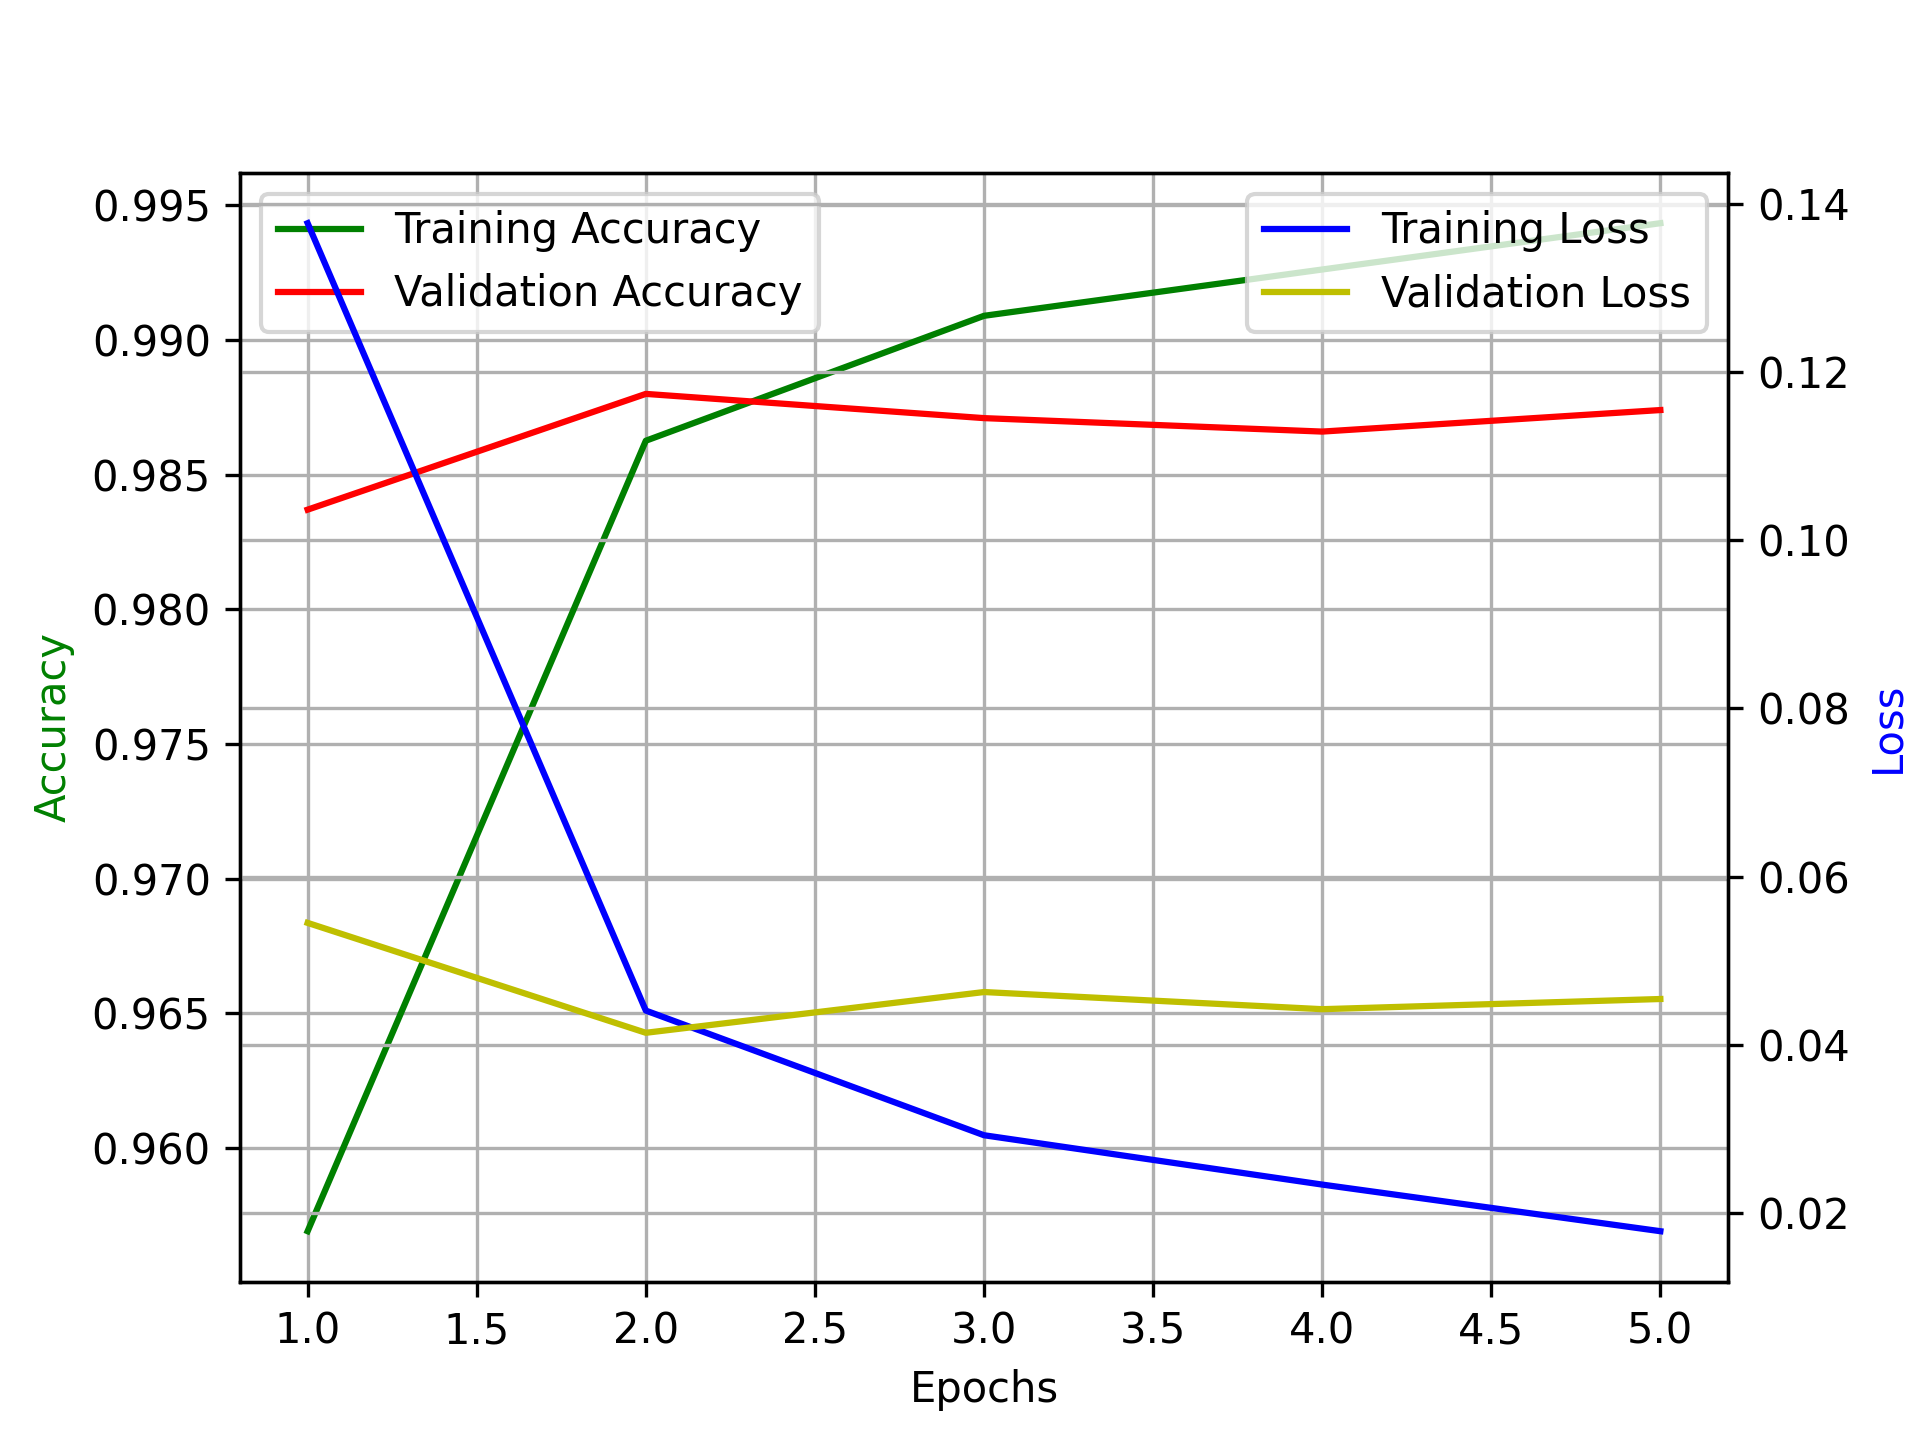 Training Accuracy
Validation Accuracy
Training Loss
Validation Loss
0.995
0.990
0.985
0.980
0.975
0.970
0.965
0.960
Accuracy
0.14
0.12
0.10
0.08
0.06
0.04
0.02
Loss
1.0 1.5 2.0 2.5 3.0 3.5 4.0 4.5 5.0
Epochs